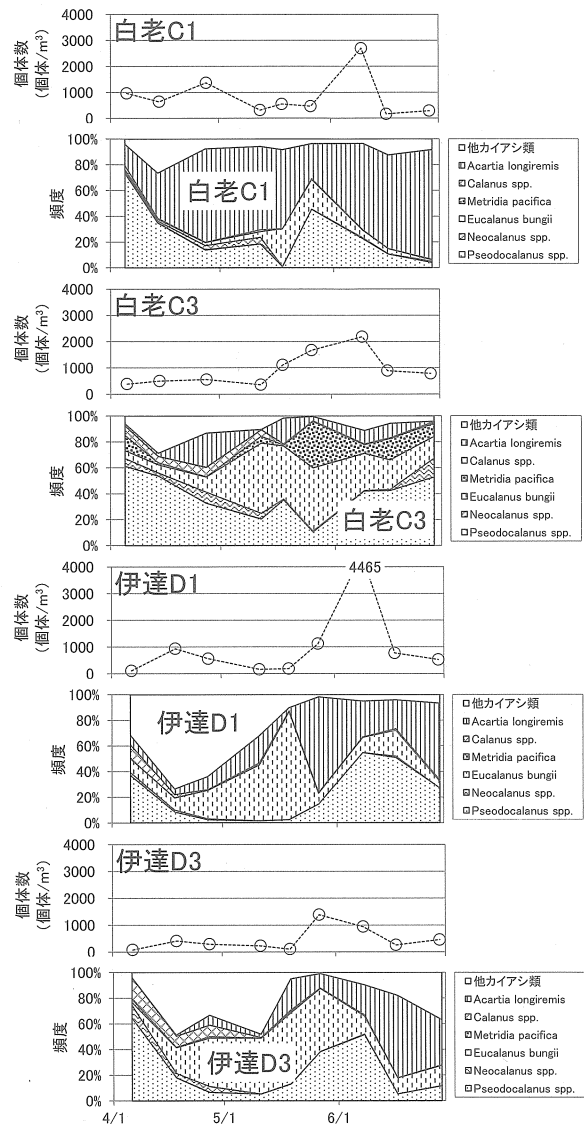 個体数
(個体/m³)
4000
3000
2000
1000
0
白老C1
頻度
100%
80%
60%
40%
20%
0%
白老C1
□他カイアシ類
Acartia longiremis
Calanus spp.
Metridia pacifica
Eucalanus bungii
Neocalanus spp.
Pseodocalanus spp.
個体数
(個体/m³)
4000
3000
2000
1000
0
白老C3
頻度
100%
80%
60%
40%
20%
0%
白老C3
□他カイアシ類
Acartia longiremis
Calanus spp.
Metridia pacifica
Eucalanus bungii
Neocalanus spp.
Pseodocalanus spp.
個体数
(個体/m³)
4000
3000
2000
1000
0
伊達D1
4465
頻度
100%
80%
60%
40%
20%
0%
伊達D1
□他カイアシ類
Acartia longiremis
Calanus spp.
Metridia pacifica
Eucalanus bungii
Neocalanus spp.
Pseodocalanus spp.
個体数
(個体/m³)
4000
3000
2000
1000
0
伊達D3
頻度
100%
80%
60%
40%
20%
0%
伊達D3
□他カイアシ類
Acartia longiremis
Calanus spp.
Metridia pacifica
Eucalanus bungii
Neocalanus spp.
Pseodocalanus spp.
4/1 5/1 6/1